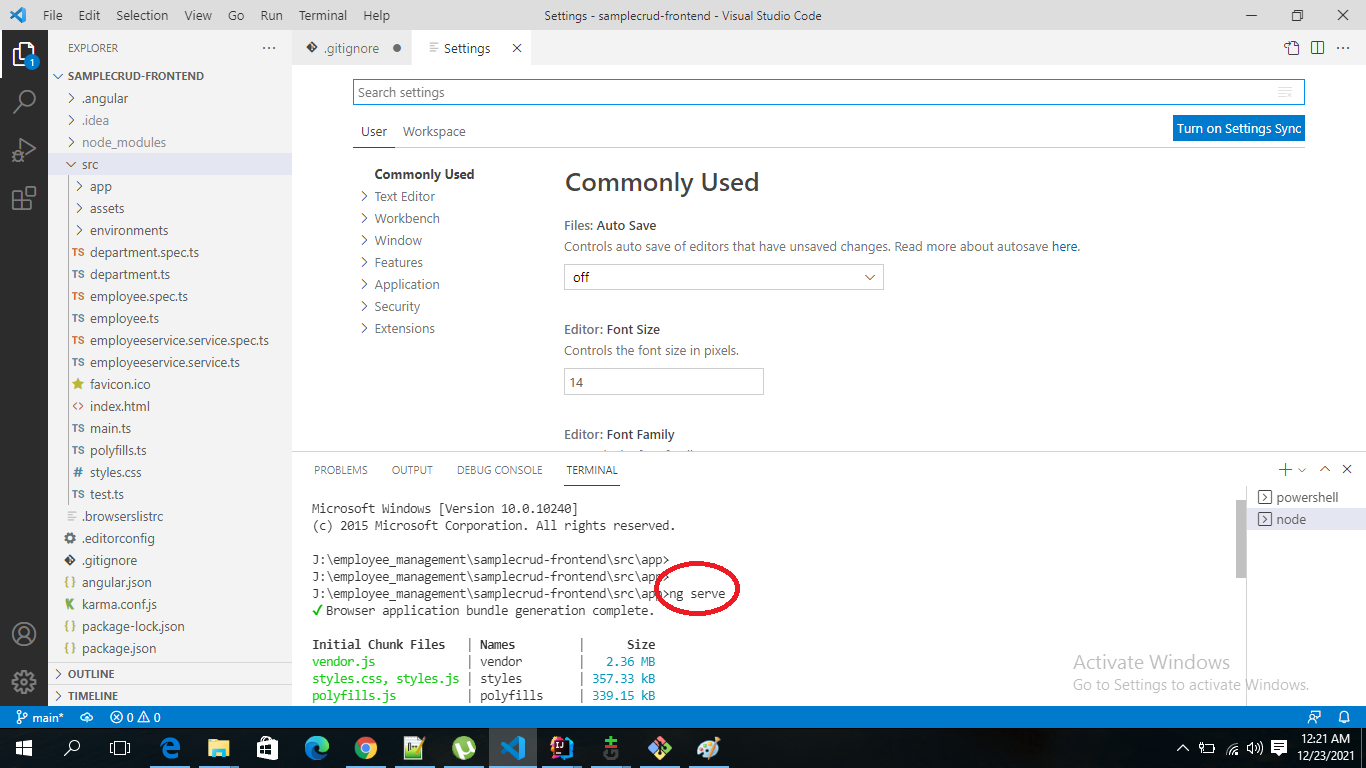 File Edit Selection View Go Run Terminal Help
Settings - samplecrud-frontend - Visual Studio Code
EXPLORER
1
SAMPLECRUD-FRONTEND
.angular
.idea
node_modules
src
app
assets
environments
TS department.spec.ts
TS department.ts
TS employee.spec.ts
TS employee.ts
TS employeeservice.service.spec.ts
TS employeeservice.service.ts
favicon.ico
<> index.html
TS main.ts
TS polyfills.ts
# styles.css
TS test.ts
.browserslistrc
.editorconfig
.gitignore
{} angular.json
K karma.conf.js
{} package-lock.json
{} package.json
OUTLINE
TIMELINE
.gitignore
Settings
Search settings
User Workspace
Turn on Settings Sync
Commonly Used
Text Editor
Workbench
Window
Features
Application
Security
Extensions
Commonly Used
Files: Auto Save
Controls auto save of editors that have unsaved changes. Read more about autosave here.
off
Editor: Font Size
Controls the font size in pixels.
14
Editor: Font Family
PROBLEMS OUTPUT DEBUG CONSOLE TERMINAL
Microsoft Windows [Version 10.0.10240]
(c) 2015 Microsoft Corporation. All rights reserved.
J:\employee_management\samplecrud-frontend\src\app>
J:\employee_management\samplecrud-frontend\src\app>
J:\employee_management\samplecrud-frontend\src\app>ng serve
✓ Browser application bundle generation complete.
Initial Chunk Files | Names | Size
vendor.js | vendor | 2.36 MB
styles.css, styles.js | styles | 357.33 kB
polyfills.js | polyfills | 339.15 kB
powershell
node
Activate Windows
Go to Settings to activate Windows.
main* 0 0
12:21 AM
12/23/2021